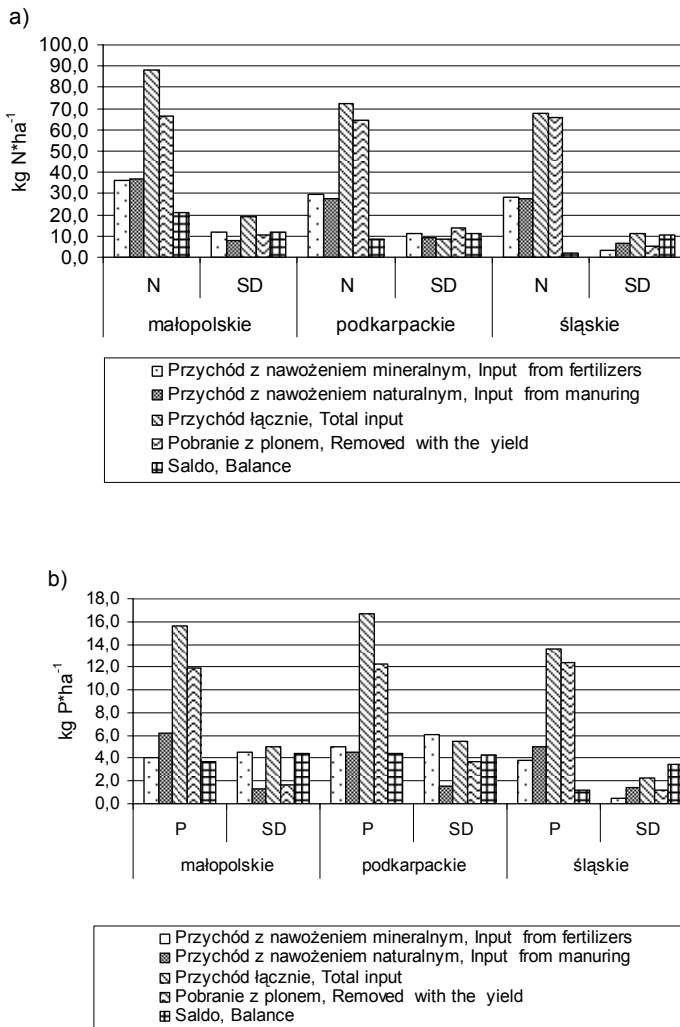 a)
kg N*ha-1
100,0
90,0
80,0
70,0
60,0
50,0
40,0
30,0
20,0
10,0
0,0
N SD N SD N SD
małopolskie podkarpackie śląskie
Przychód z nawożeniem mineralnym, Input from fertilizers
Przychód z nawożeniem naturalnym, Input from manuring
Przychód łącznie, Total input
Pobranie z plonem, Removed with the yield
Saldo, Balance
b)
kg P*ha-1
18,0
16,0
14,0
12,0
10,0
8,0
6,0
4,0
2,0
0,0
P SD P SD P SD
małopolskie podkarpackie śląskie
Przychód z nawożeniem mineralnym, Input from fertilizers
Przychód z nawożeniem naturalnym, Input from manuring
Przychód łącznie, Total input
Pobranie z plonem, Removed with the yield
Saldo, Balance